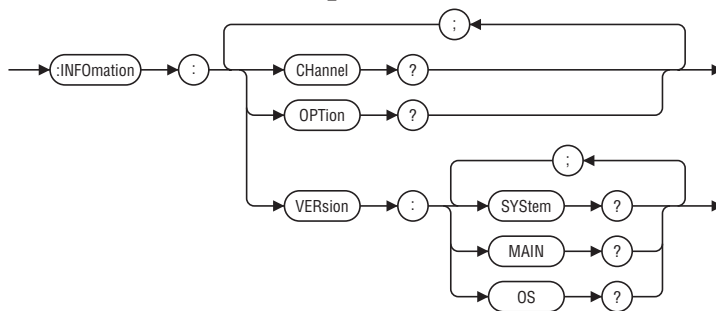 ;
:INFOmation : CHannel ?
OPTion ?
;
VERsion : SYStem ?
MAIN ?
OS ?